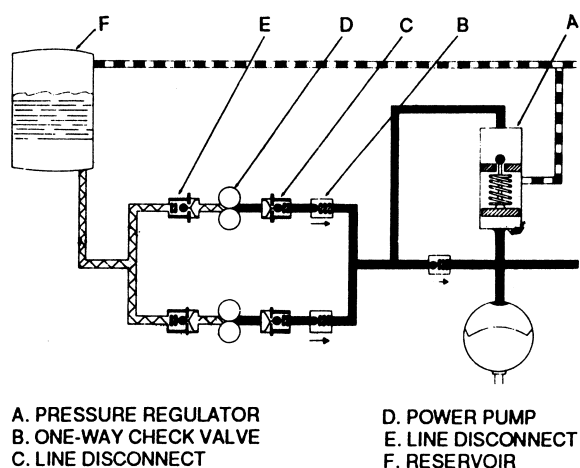 F E D C B A
A. PRESSURE REGULATOR
B. ONE-WAY CHECK VALVE
C. LINE DISCONNECT
D. POWER PUMP
E. LINE DISCONNECT
F. RESERVOIR